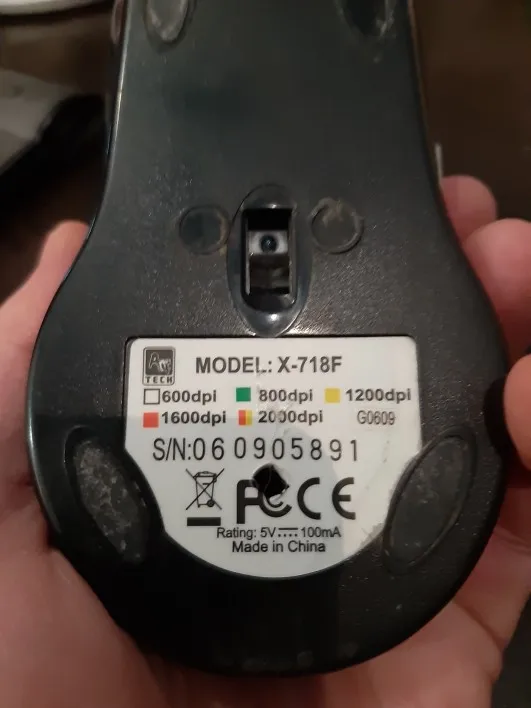 A4 TECH
MODEL: X-718F
600dpi 800dpi 1200dpi
1600dpi 2000dpi G0609
S/N:060905891
FC CE
Rating: 5V⎓100mA
Made in China